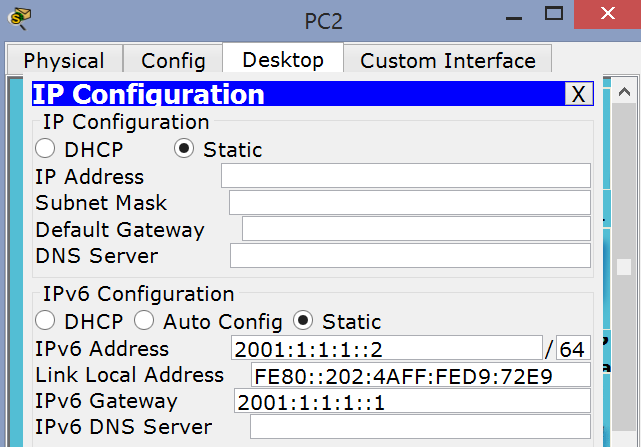 PC2
Physical Config Desktop Custom Interface
IP Configuration X
IP Configuration
DHCP Static
IP Address
Subnet Mask
Default Gateway
DNS Server
IPv6 Configuration
DHCP Auto Config Static
IPv6 Address 2001:1:1:1::2 / 64
Link Local Address FE80::202:4AFF:FED9:72E9
IPv6 Gateway 2001:1:1:1::1
IPv6 DNS Server